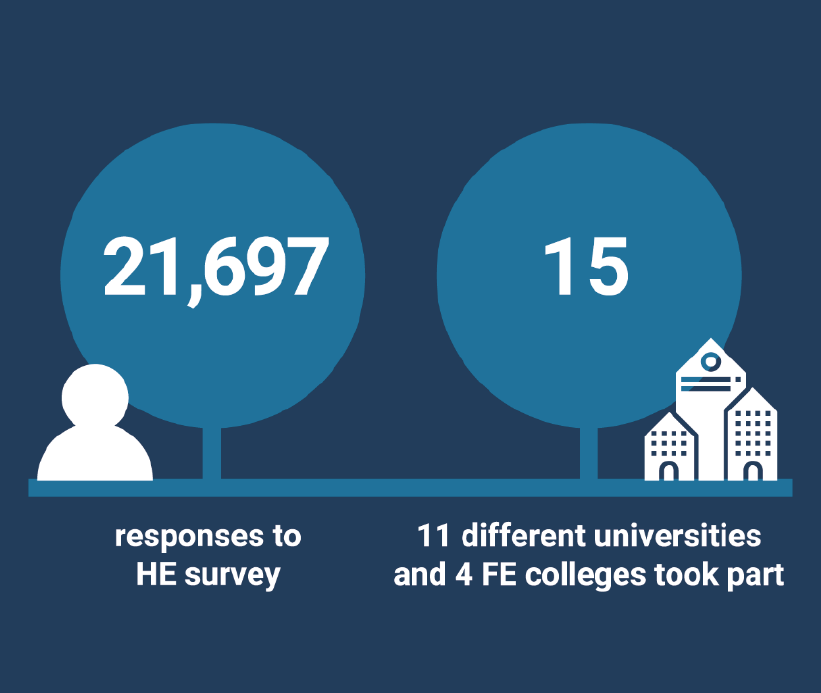 21,697
responses to
HE survey
15
11 different universities
and 4 FE colleges took part